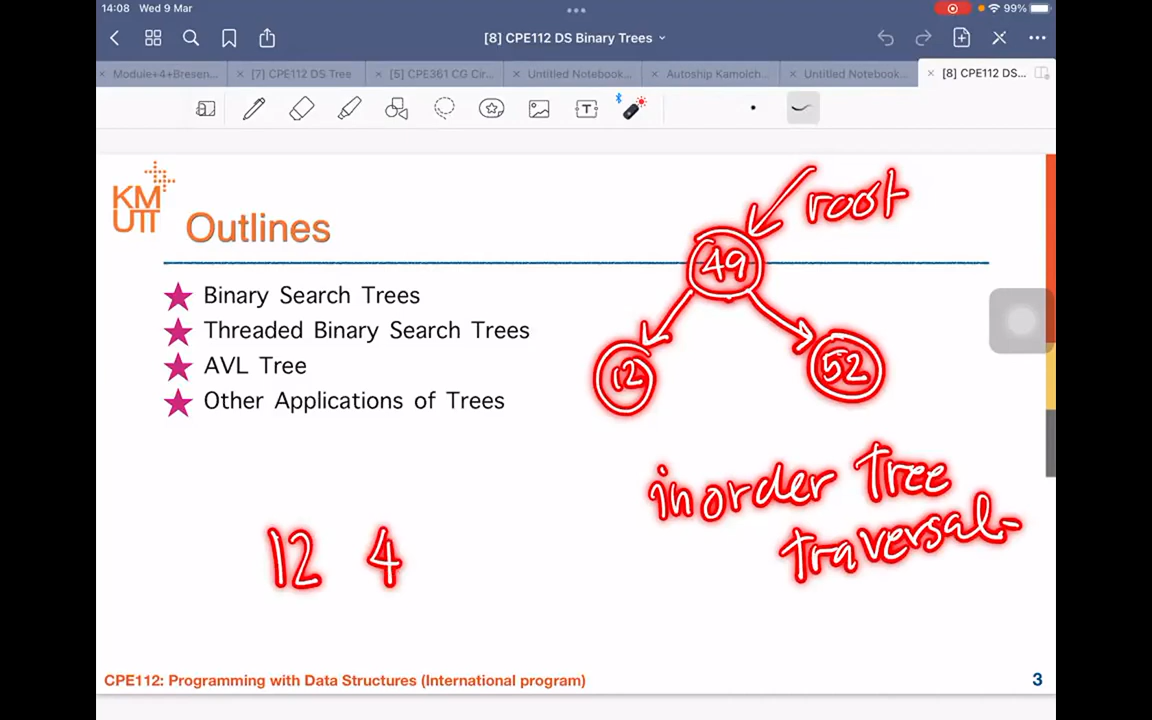 14:08 Wed 9 Mar
99%
[8] CPE112 DS Binary Trees
Module+4+Bresen...
[7] CPE112 DS Tree
[5] CPE361 CG Cir...
Untitled Notebook...
Autoship Kamolch...
Untitled Notebook...
[8] CPE112 DS...
T
KM
UTT
Outlines
root
49
Binary Search Trees
Threaded Binary Search Trees
AVL Tree
Other Applications of Trees
12
52
inorder Tree
Traversal-
12 4
CPE112: Programming with Data Structures (International program)
3